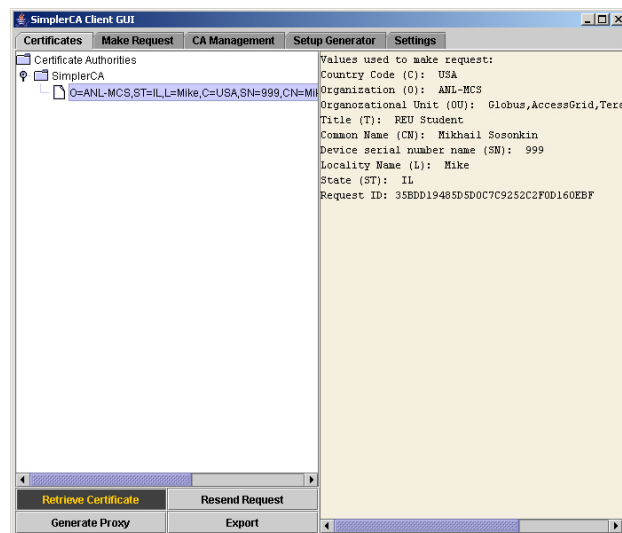 SimplerCA Client GUI
Certificates Make Request CA Management Setup Generator Settings
Certificate Authorities
SimplerCA
O=ANL-MCS,ST=IL,L=Mike,C=USA,SN=999,CN=Mi
Values used to make request:
Country Code (C): USA
Organization (O): ANL-MCS
Organozational Unit (OU): Globus,AccessGrid,Tera
Title (T): REU Student
Common Name (CN): Mikhail Sosonkin
Device serial number name (SN): 999
Locality Name (L): Mike
State (ST): IL
Request ID: 35BDD19485D5D0C7C9252C2F0D160EBF
Retrieve Certificate Resend Request
Generate Proxy Export